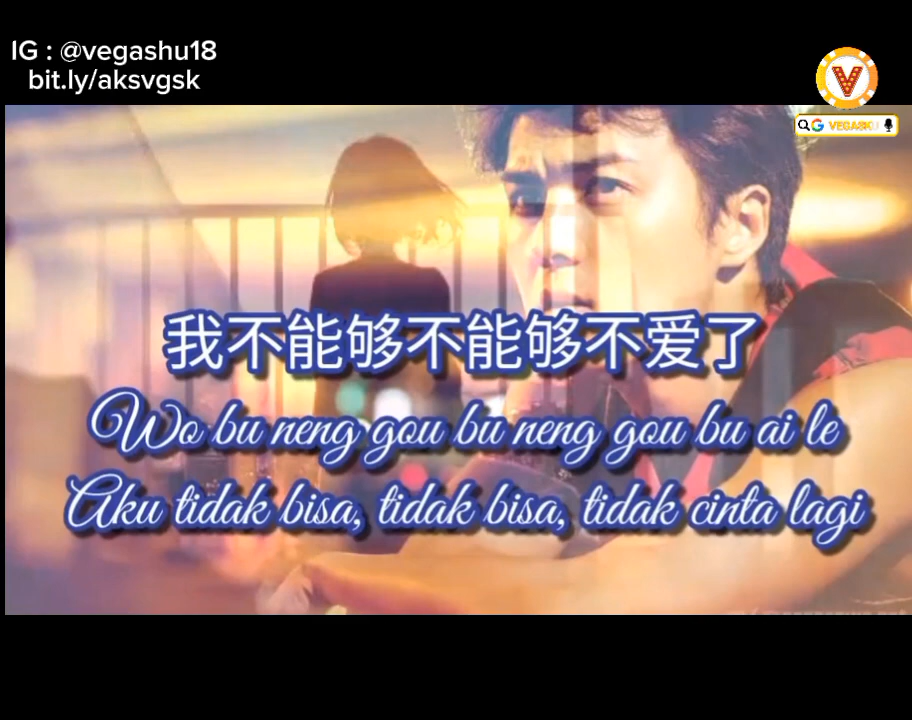 IG : @vegashu18
bit.ly/aksvgsk
V
VEGASHU
我不能够不能够不爱了
Wo bu neng gou bu neng gou bu ai le
Aku tidak bisa, tidak bisa, tidak cinta lagi